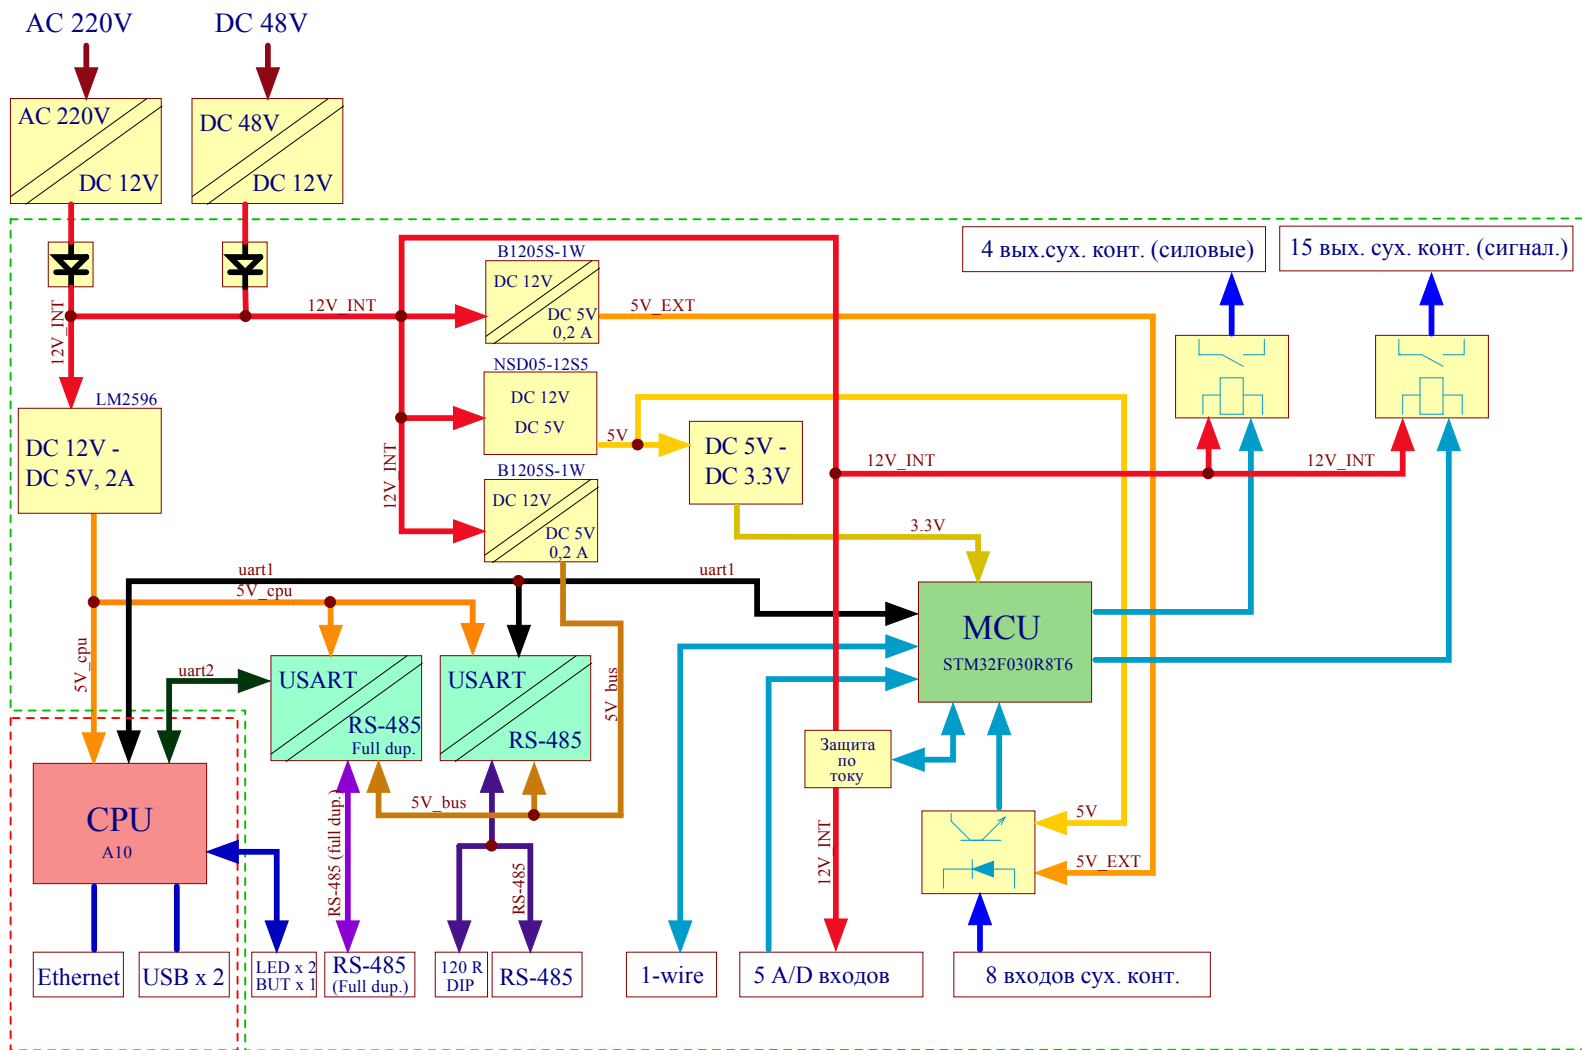 AC 220V
DC 48V
AC 220V
DC 12V
DC 48V
DC 12V
B1205S-1W
DC 12V
DC 5V
0,2 A
4 вых.сух. конт. (силовые)
15 вых. сух. конт. (сигнал.)
12V_INT
12V_INT
5V_EXT
NSD05-12S5
DC 12V
DC 5V
LM2596
DC 12V -
DC 5V, 2A
5V
DC 5V -
DC 3.3V
12V_INT
B1205S-1W
DC 12V
DC 5V
0,2 A
12V_INT
12V_INT
3.3V
uart1
uart1
5V_cpu
5V_cpu
uart2
USART
RS-485
Full dup.
USART
RS-485
5V_bus
MCU
STM32F030R8T6
Защита
по
току
5V_bus
CPU
A10
RS-485 (full dup.)
RS-485
12V_INT
5V
5V_EXT
Ethernet
USB x 2
LED x 2
BUT x 1
RS-485
(Full dup.)
120 R
DIP
RS-485
1-wire
5 A/D входов
8 входов сух. конт.